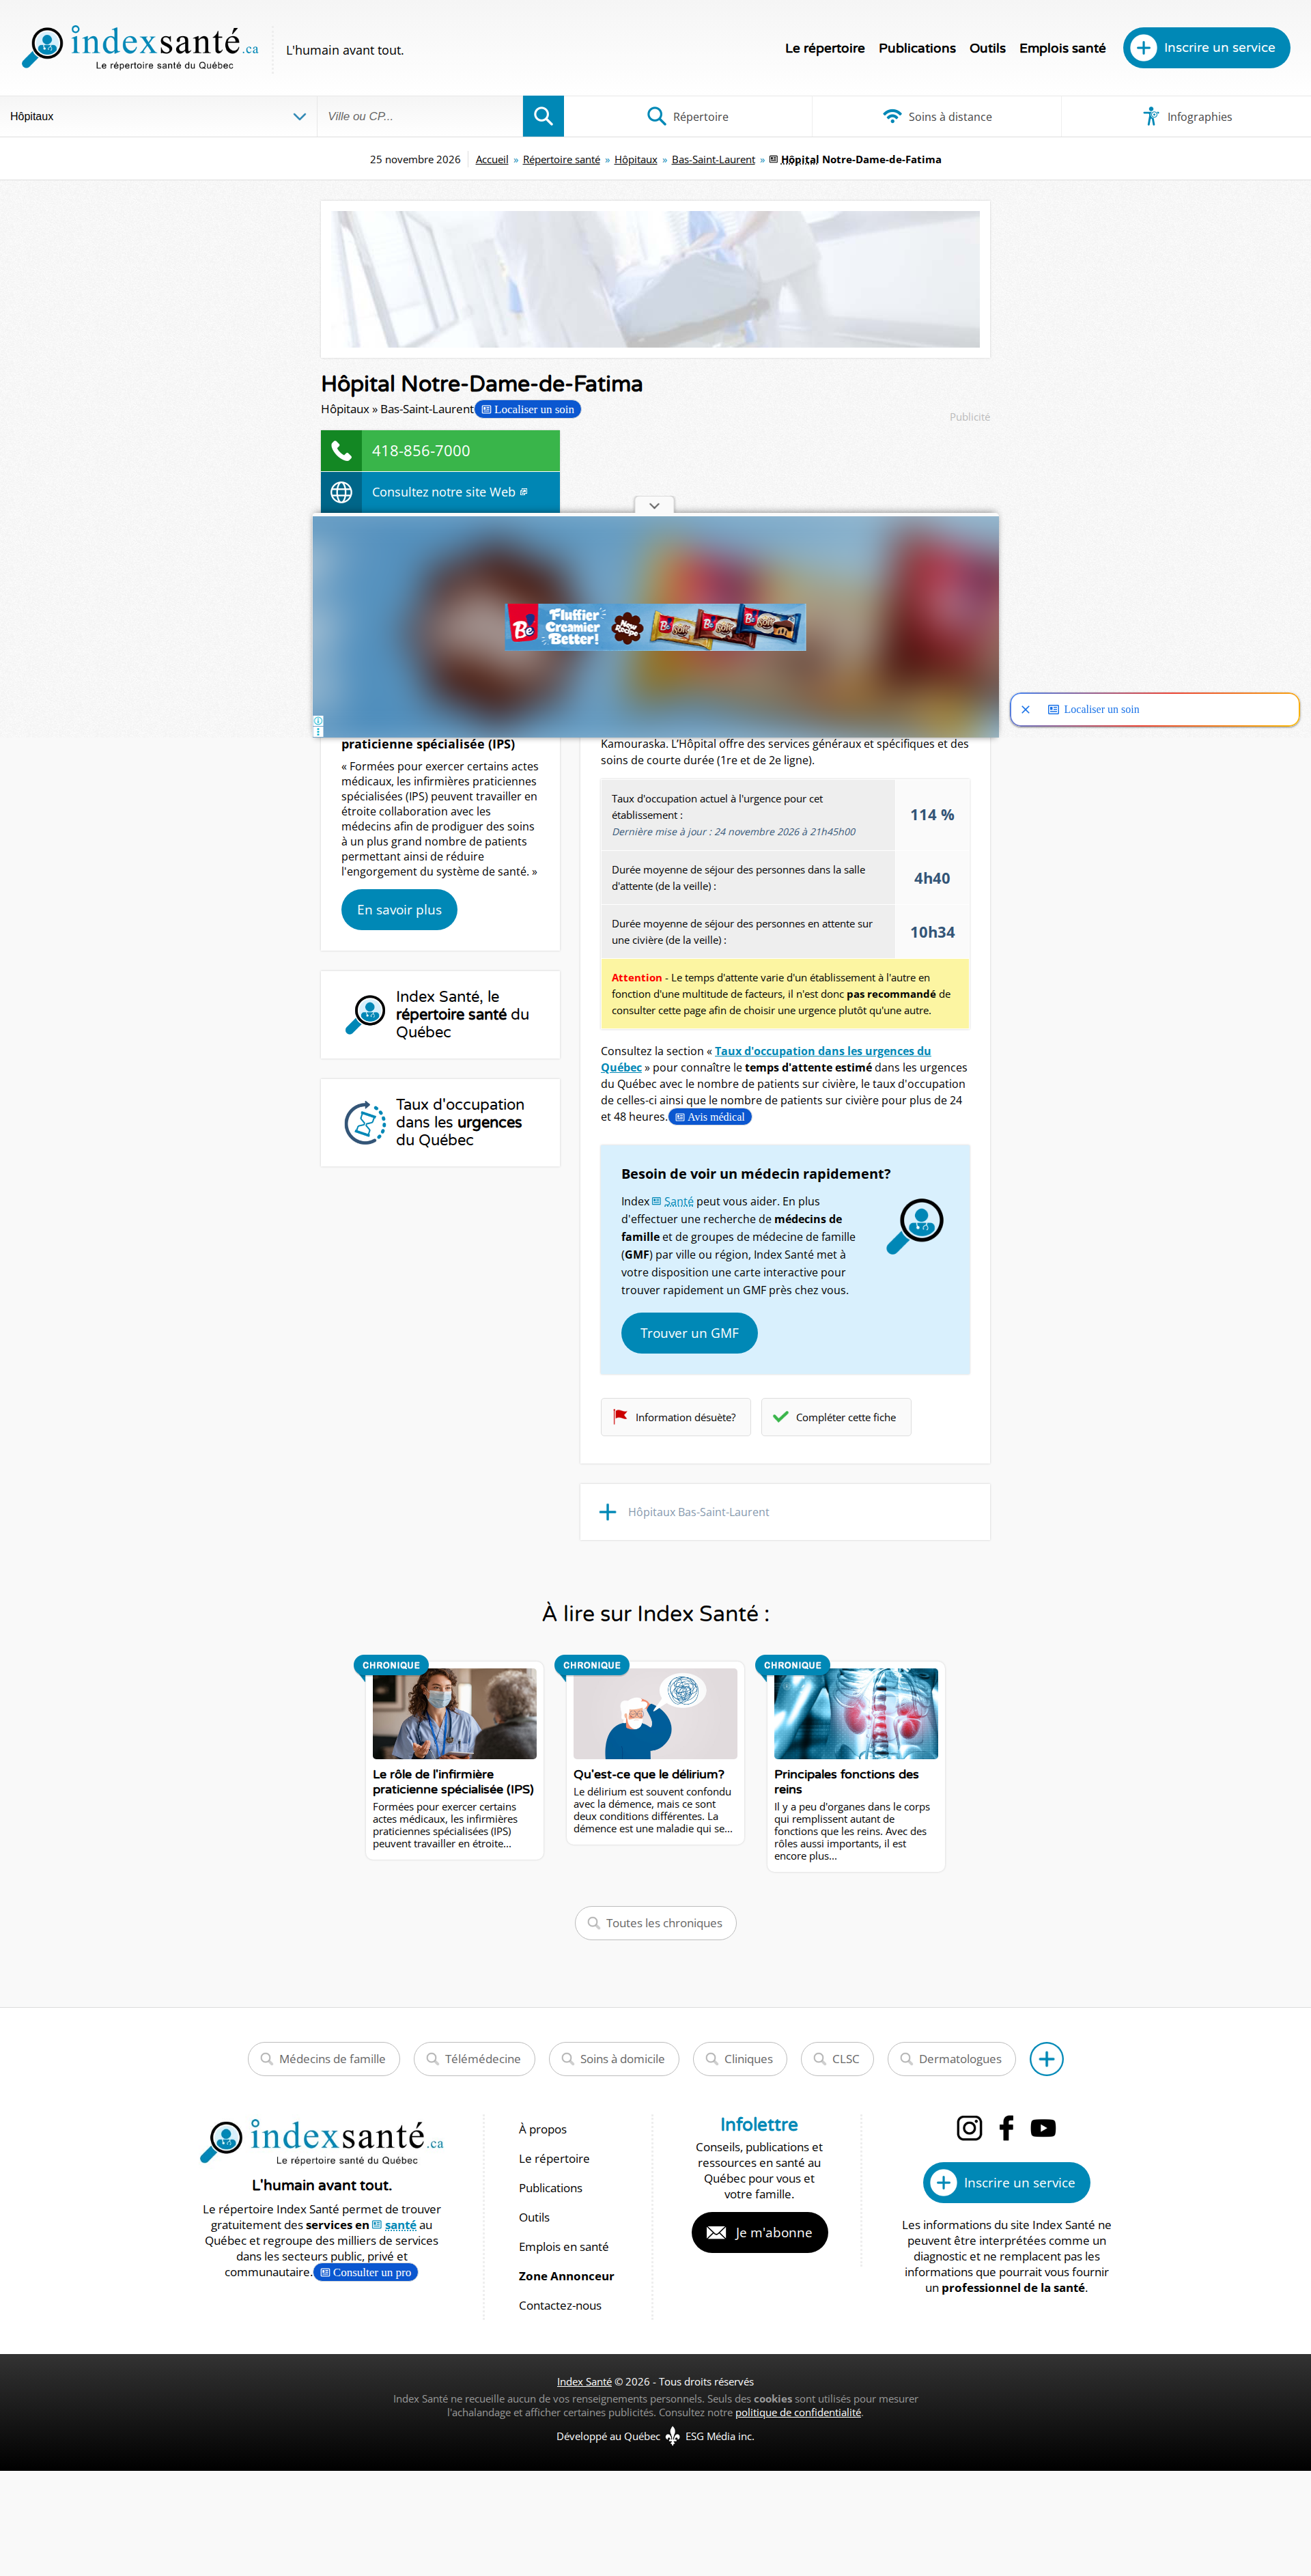 indexsanté.ca
Le répertoire santé du Québec
L'humain avant tout.
Le répertoire
Publications
Outils
Emplois santé
Inscrire un service
Hôpitaux
Ville ou CP...
Répertoire
Soins à distance
Infographies
25 novembre 2026
Accueil » Répertoire santé » Hôpitaux » Bas-Saint-Laurent » Hôpital Notre-Dame-de-Fatima
Hôpital Notre-Dame-de-Fatima
Hôpitaux » Bas-Saint-Laurent Localiser un soin
Publicité
418-856-7000
Consultez notre site Web
Be
Fluffier
Creamier
Better!
New
Recipe
Localiser un soin
praticienne spécialisée (IPS)
« Formées pour exercer certains actes
médicaux, les infirmières praticiennes
spécialisées (IPS) peuvent travailler en
étroite collaboration avec les
médecins afin de prodiguer des soins
à un plus grand nombre de patients
permettant ainsi de réduire
l'engorgement du système de santé. »
En savoir plus
Index Santé, le
répertoire santé du
Québec
Taux d'occupation
dans les urgences
du Québec
Kamouraska. L'Hôpital offre des services généraux et spécifiques et des
soins de courte durée (1re et de 2e ligne).
Taux d'occupation actuel à l'urgence pour cet
établissement :
Dernière mise à jour : 24 novembre 2026 à 21h45h00
114 %
Durée moyenne de séjour des personnes dans la salle
d'attente (de la veille) :
4h40
Durée moyenne de séjour des personnes en attente sur
une civière (de la veille) :
10h34
Attention - Le temps d'attente varie d'un établissement à l'autre en
fonction d'une multitude de facteurs, il n'est donc pas recommandé de
consulter cette page afin de choisir une urgence plutôt qu'une autre.
Consultez la section « Taux d'occupation dans les urgences du
Québec » pour connaître le temps d'attente estimé dans les urgences
du Québec avec le nombre de patients sur civière, le taux d'occupation
de celles-ci ainsi que le nombre de patients sur civière pour plus de 24
et 48 heures. Avis médical
Besoin de voir un médecin rapidement?
Index Santé peut vous aider. En plus
d'effectuer une recherche de médecins de
famille et de groupes de médecine de famille
(GMF) par ville ou région, Index Santé met à
votre disposition une carte interactive pour
trouver rapidement un GMF près chez vous.
Trouver un GMF
Information désuète?
Compléter cette fiche
Hôpitaux Bas-Saint-Laurent
À lire sur Index Santé :
CHRONIQUE
Le rôle de l'infirmière
praticienne spécialisée (IPS)
Formées pour exercer certains
actes médicaux, les infirmières
praticiennes spécialisées (IPS)
peuvent travailler en étroite...
CHRONIQUE
Qu'est-ce que le délirium?
Le délirium est souvent confondu
avec la démence, mais ce sont
deux conditions différentes. La
démence est une maladie qui se...
CHRONIQUE
Principales fonctions des
reins
Il y a peu d'organes dans le corps
qui remplissent autant de
fonctions que les reins. Avec des
rôles aussi importants, il est
encore plus...
Toutes les chroniques
Médecins de famille
Télémédecine
Soins à domicile
Cliniques
CLSC
Dermatologues
indexsanté.ca
Le répertoire santé du Québec
L'humain avant tout.
Le répertoire Index Santé permet de trouver
gratuitement des services en santé au
Québec et regroupe des milliers de services
dans les secteurs public, privé et
communautaire. Consulter un pro
À propos
Le répertoire
Publications
Outils
Emplois en santé
Zone Annonceur
Contactez-nous
Infolettre
Conseils, publications et
ressources en santé au
Québec pour vous et
votre famille.
Je m'abonne
Inscrire un service
Les informations du site Index Santé ne
peuvent être interprétées comme un
diagnostic et ne remplacent pas les
informations que pourrait vous fournir
un professionnel de la santé.
Index Santé © 2026 - Tous droits réservés
Index Santé ne recueille aucun de vos renseignements personnels. Seuls des cookies sont utilisés pour mesurer
l'achalandage et afficher certaines publicités. Consultez notre politique de confidentialité.
Développé au Québec ESG Média inc.